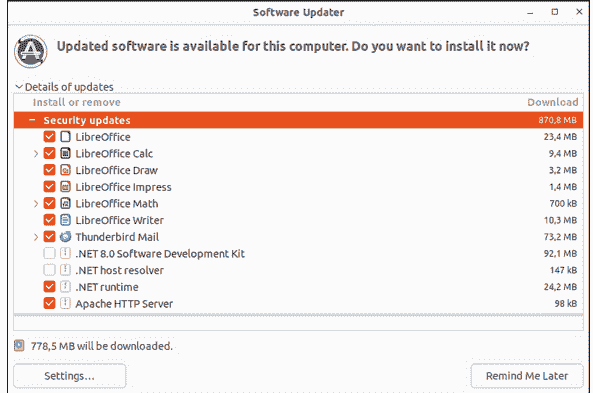 Software Updater
Updated software is available for this computer. Do you want to install it now?
Details of updates
Install or remove Download
Security updates 870,8 MB
LibreOffice 23,4 MB
LibreOffice Calc 9,4 MB
LibreOffice Draw 3,2 MB
LibreOffice Impress 1,4 MB
LibreOffice Math 700 kB
LibreOffice Writer 10,3 MB
Thunderbird Mail 73,2 MB
.NET 8.0 Software Development Kit 92,1 MB
.NET host resolver 147 kB
.NET runtime 24,2 MB
Apache HTTP Server 98 kB
778,5 MB will be downloaded.
Settings... Remind Me Later